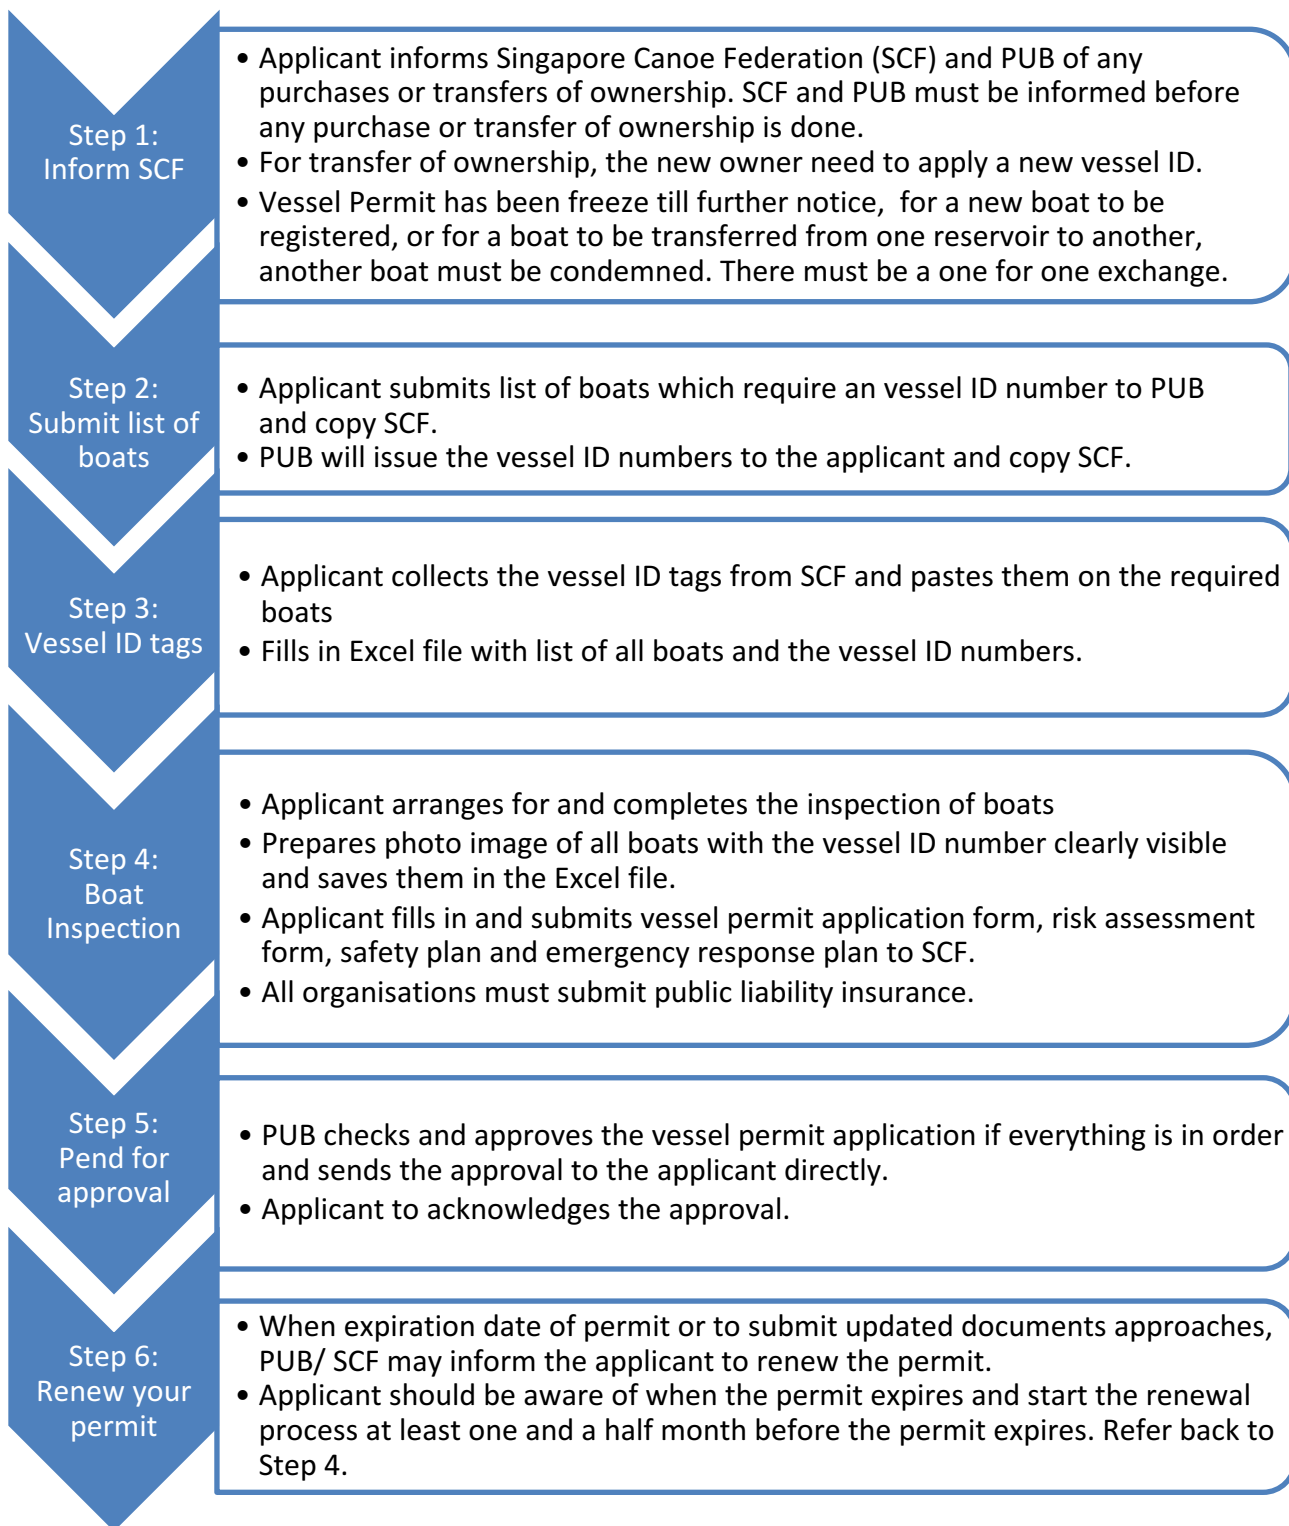 Step 1:
Inform SCF
• Applicant informs Singapore Canoe Federation (SCF) and PUB of any
purchases or transfers of ownership. SCF and PUB must be informed before
any purchase or transfer of ownership is done.
• For transfer of ownership, the new owner need to apply a new vessel ID.
• Vessel Permit has been freeze till further notice,  for a new boat to be
registered, or for a boat to be transferred from one reservoir to another,
another boat must be condemned. There must be a one for one exchange.
Step 2:
Submit list of
boats
• Applicant submits list of boats which require an vessel ID number to PUB
and copy SCF.
• PUB will issue the vessel ID numbers to the applicant and copy SCF.
Step 3:
Vessel ID tags
• Applicant collects the vessel ID tags from SCF and pastes them on the required
boats
• Fills in Excel file with list of all boats and the vessel ID numbers.
Step 4:
Boat
Inspection
• Applicant arranges for and completes the inspection of boats
• Prepares photo image of all boats with the vessel ID number clearly visible
and saves them in the Excel file.
• Applicant fills in and submits vessel permit application form, risk assessment
form, safety plan and emergency response plan to SCF.
• All organisations must submit public liability insurance.
Step 5:
Pend for
approval
• PUB checks and approves the vessel permit application if everything is in order
and sends the approval to the applicant directly.
• Applicant to acknowledges the approval.
Step 6:
Renew your
permit
• When expiration date of permit or to submit updated documents approaches,
PUB/ SCF may inform the applicant to renew the permit.
• Applicant should be aware of when the permit expires and start the renewal
process at least one and a half month before the permit expires. Refer back to
Step 4.